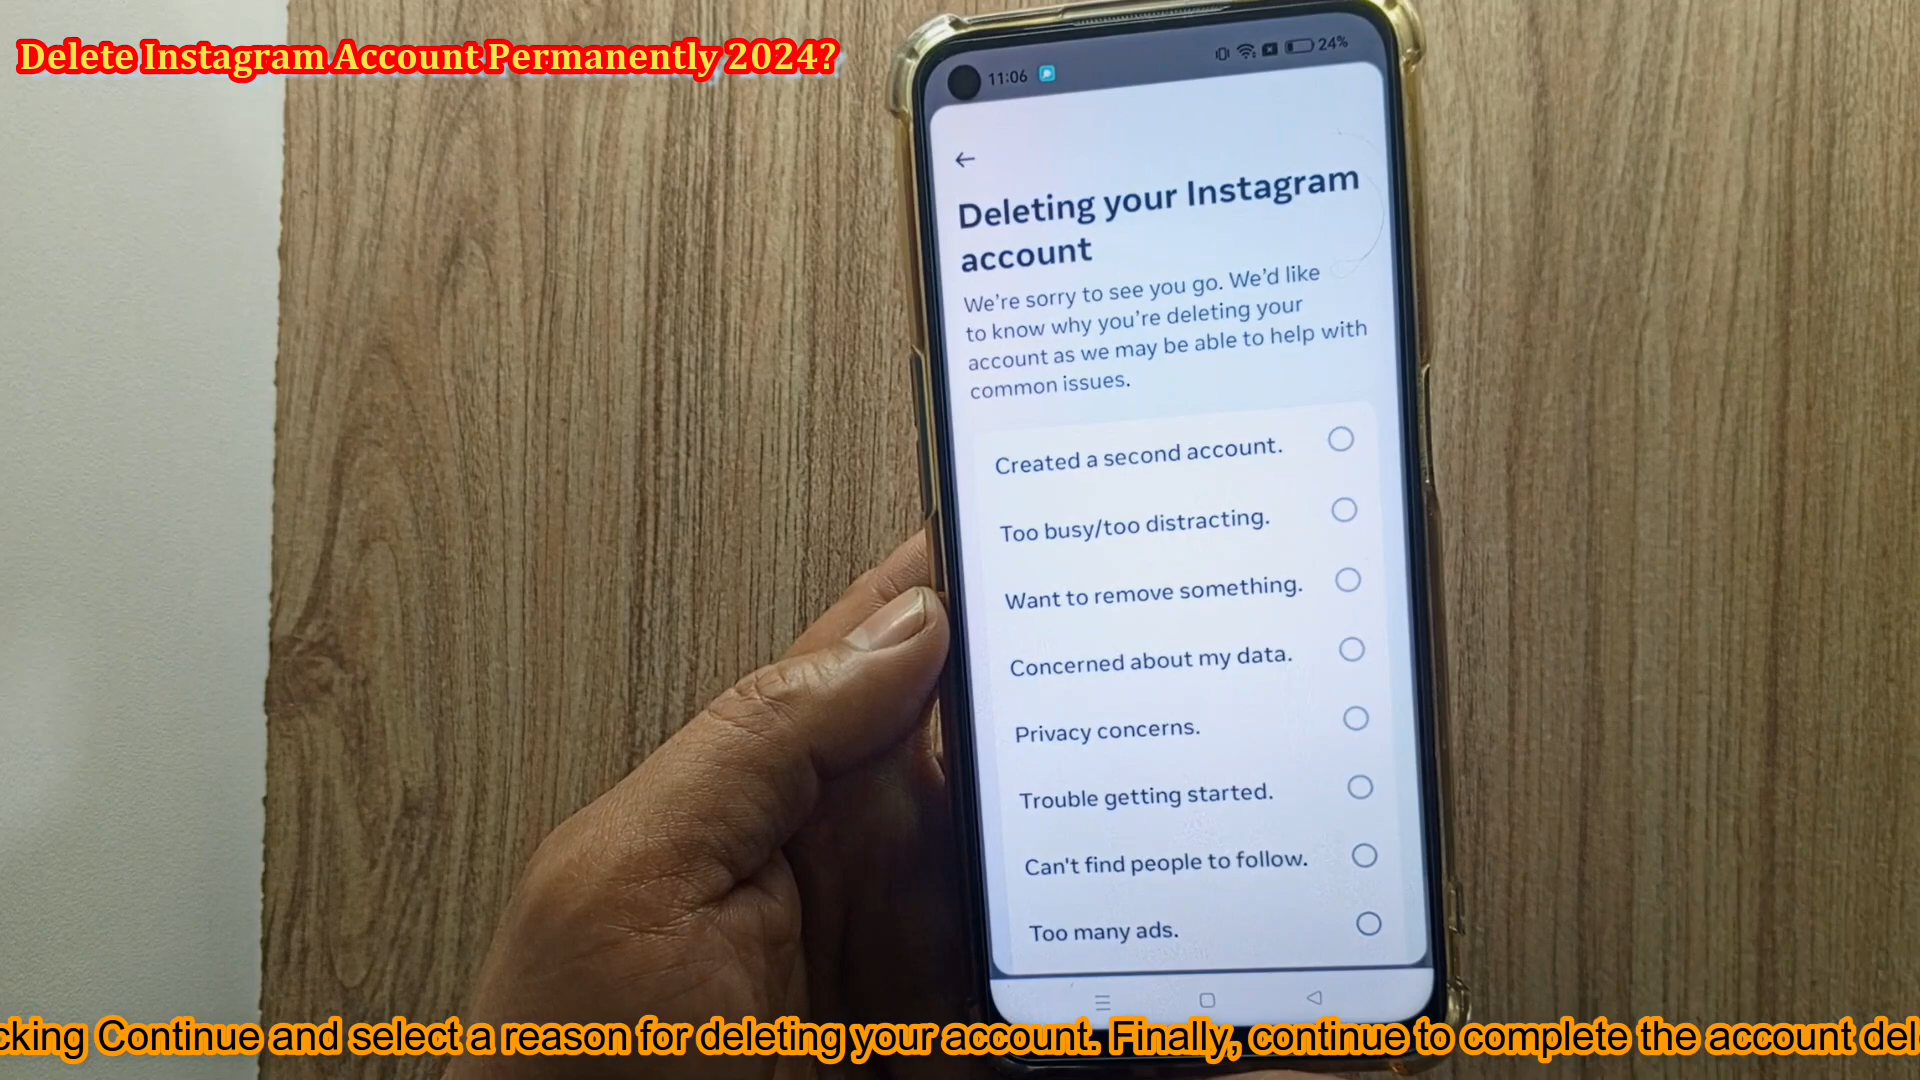 Delete Instagram Account Permanently 2024?
11:06
24%
Deleting your Instagram
account
We're sorry to see you go. We'd like
to know why you're deleting your
account as we may be able to help with
common issues.
Created a second account.
Too busy/too distracting.
Want to remove something.
Concerned about my data.
Privacy concerns.
Trouble getting started.
Can't find people to follow.
Too many ads.
cking Continue and select a reason for deleting your account. Finally, continue to complete the account del